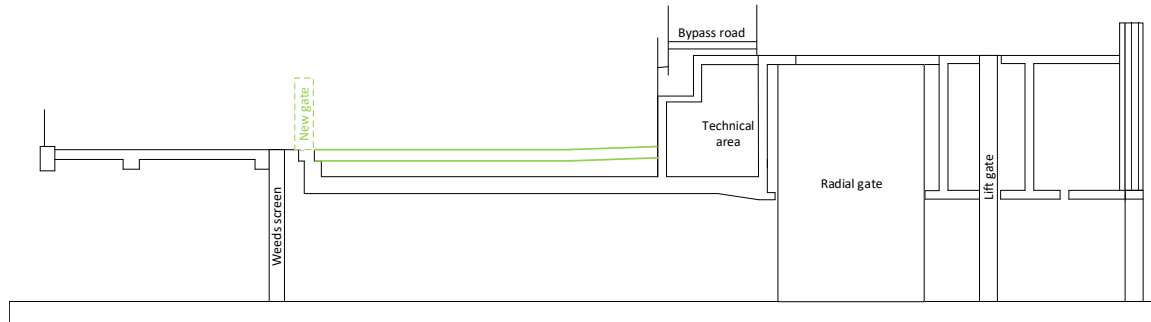 Bypass road
New gate
Technical
area
Radial gate
Lift gate
Weeds screen